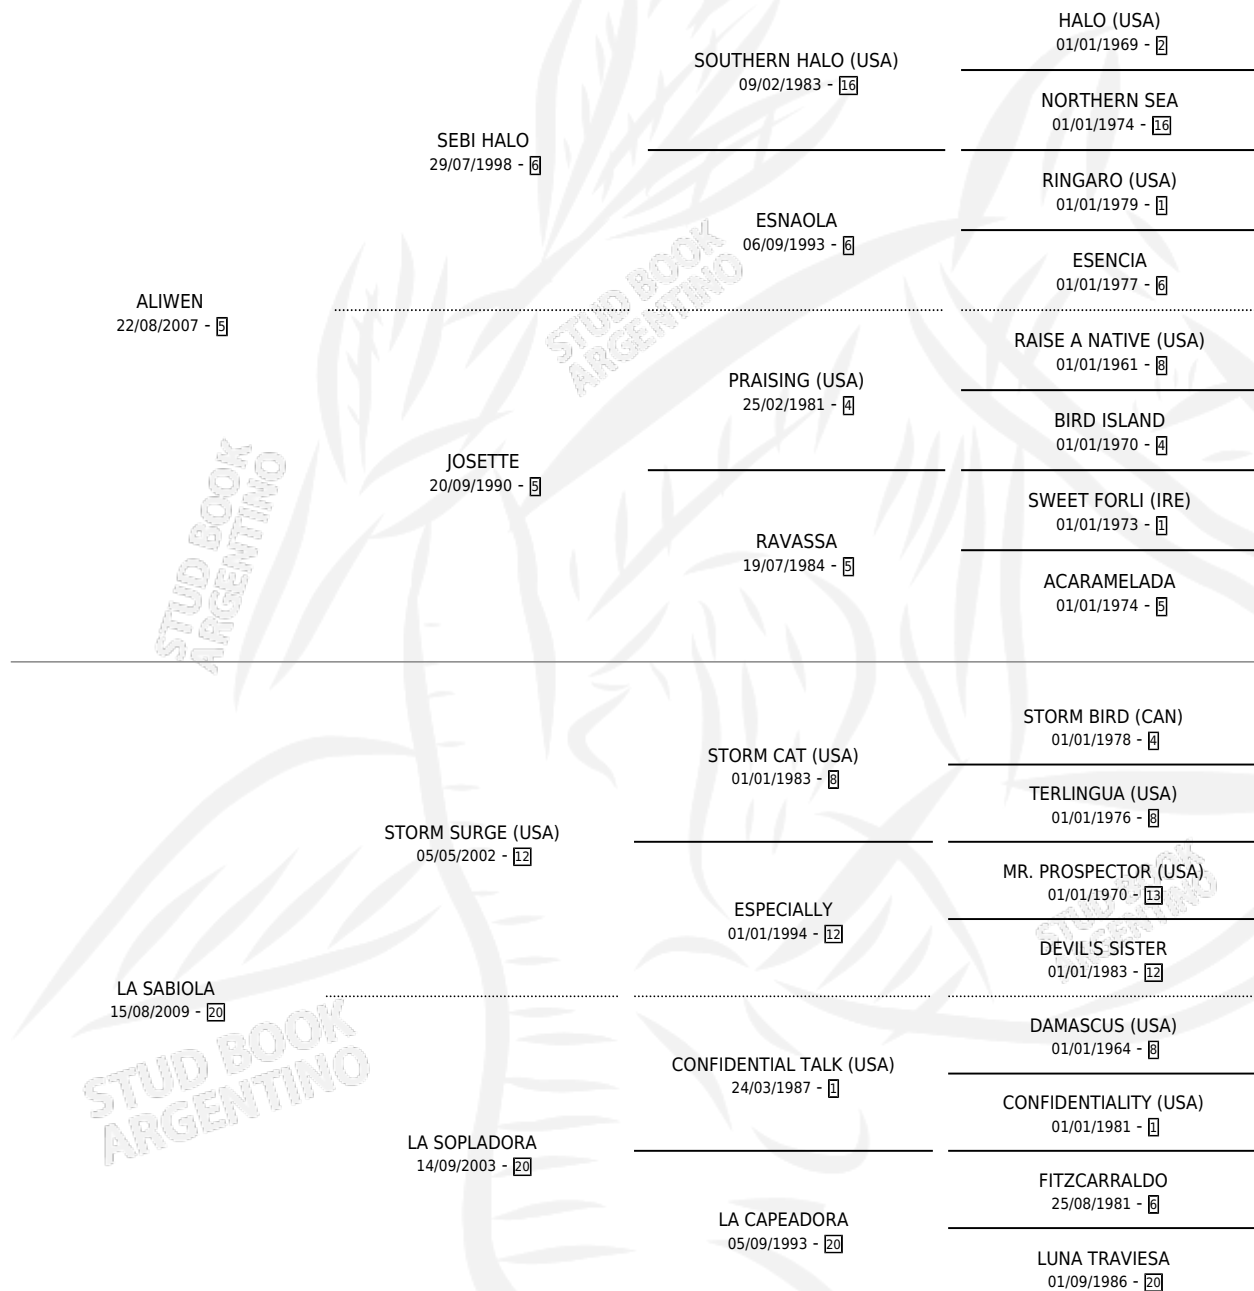 HALO (USA)
01/01/1969 - 2
SOUTHERN HALO (USA)
09/02/1983 - 16
NORTHERN SEA
01/01/1974 - 16
SEBI HALO
29/07/1998 - 6
RINGARO (USA)
01/01/1979 - 1
ESNAOLA
06/09/1993 - 6
ESENCIA
01/01/1977 - 6
ALIWEN
22/08/2007 - 5
RAISE A NATIVE (USA)
01/01/1961 - 8
PRAISING (USA)
25/02/1981 - 4
BIRD ISLAND
01/01/1970 - 4
JOSETTE
20/09/1990 - 5
SWEET FORLI (IRE)
01/01/1973 - 1
RAVASSA
19/07/1984 - 5
ACARAMELADA
01/01/1974 - 5
STORM BIRD (CAN)
01/01/1978 - 4
STORM CAT (USA)
01/01/1983 - 8
TERLINGUA (USA)
01/01/1976 - 8
STORM SURGE (USA)
05/05/2002 - 12
MR. PROSPECTOR (USA)
01/01/1970 - 13
ESPECIALLY
01/01/1994 - 12
DEVIL'S SISTER
01/01/1983 - 12
LA SABIOLA
15/08/2009 - 20
DAMASCUS (USA)
01/01/1964 - 8
CONFIDENTIAL TALK (USA)
24/03/1987 - 1
CONFIDENTIALITY (USA)
01/01/1981 - 1
LA SOPLADORA
14/09/2003 - 20
FITZCARRALDO
25/08/1981 - 6
LA CAPEADORA
05/09/1993 - 20
LUNA TRAVIESA
01/09/1986 - 20
STUD BOOK
ARGENTINO
STUD BOOK
ARGENTINO
STUD BOOK
ARGENTINO
STUD BOOK
ARGENTINO